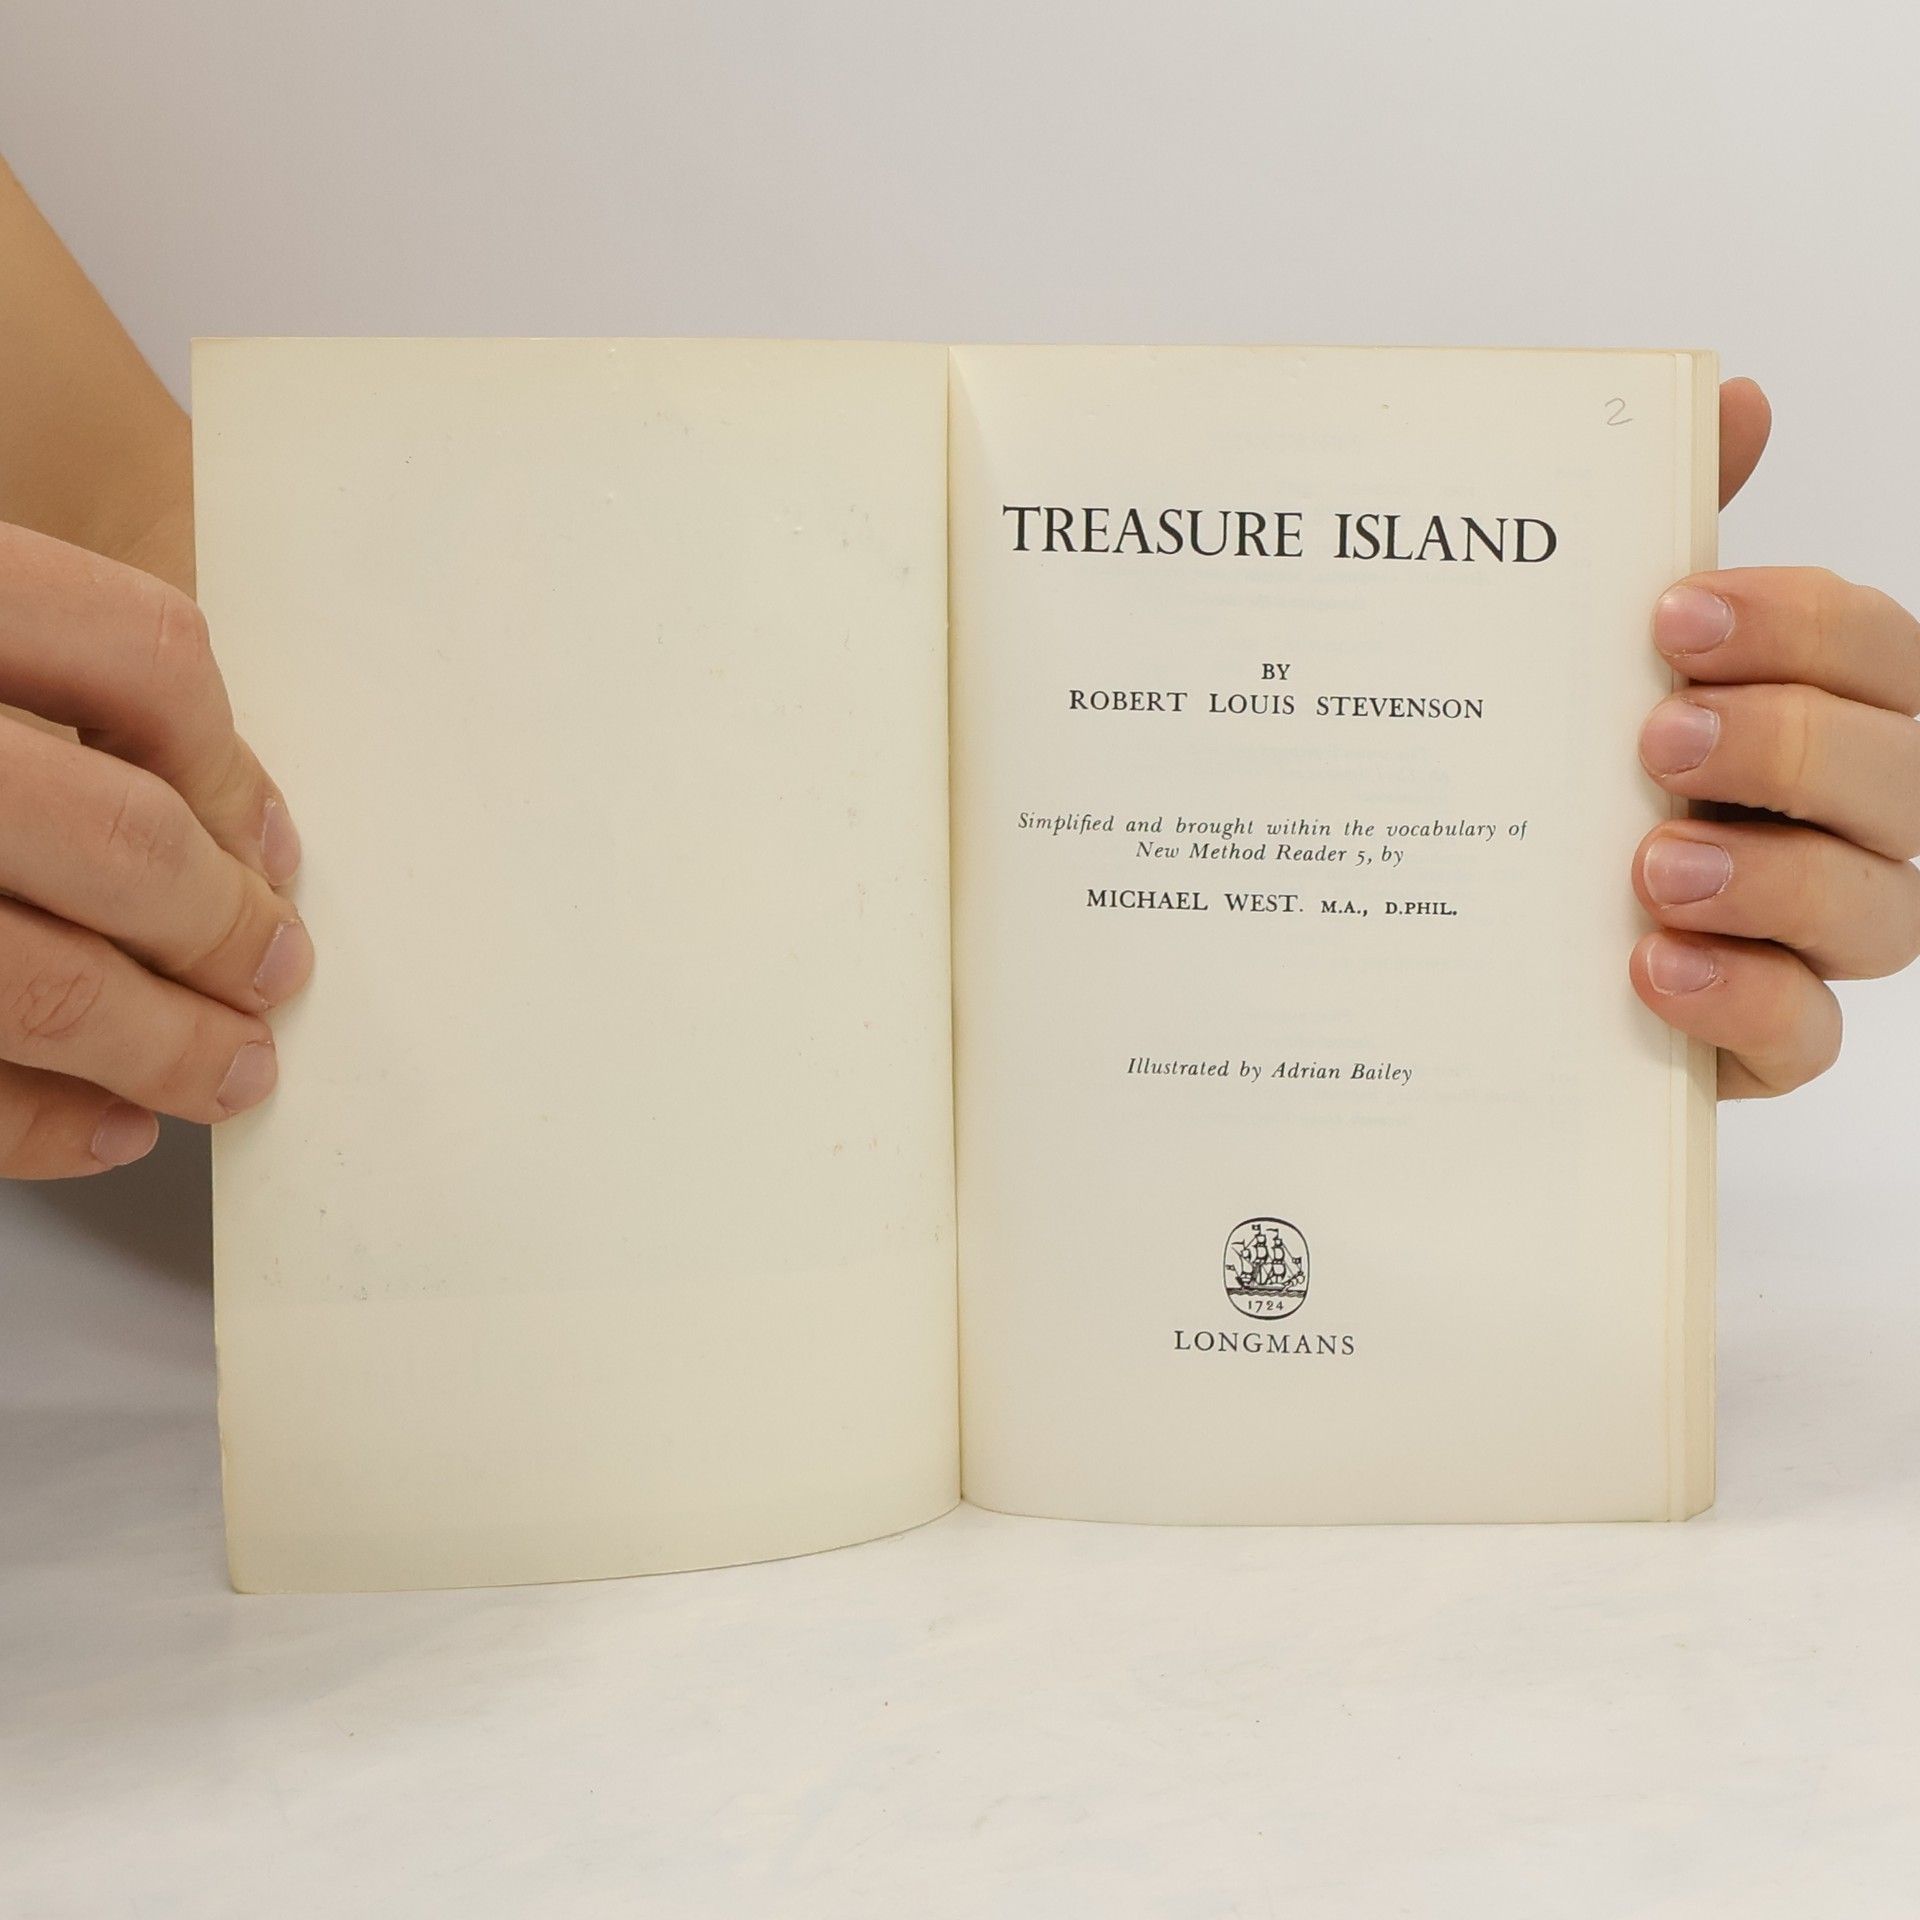 2
TREASURE ISLAND
BY
ROBERT LOUIS STEVENSON
Simplified and brought within the vocabulary of
New Method Reader 5, by
MICHAEL WEST. M.A., D.PHIL.
Illustrated by Adrian Bailey
1724
LONGMANS